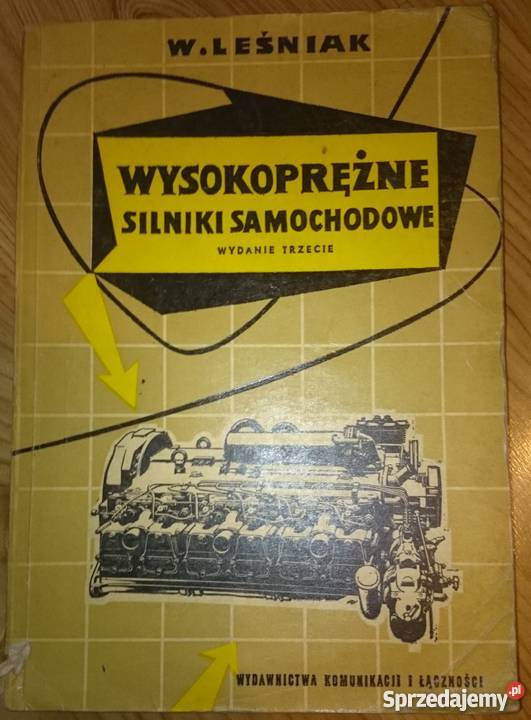 W. LEŚNIAK
WYSOKOPRĘŻNE
SILNIKI SAMOCHODOWE
WYDANIE TRZECIE
WYDAWNICTWA KOMUNIKACJI I ŁĄCZNOŚCI
Sprzedajemy.pl